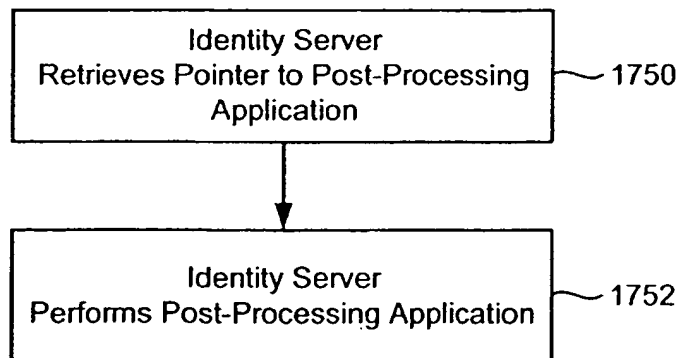 Identity Server
Retrieves Pointer to Post-Processing
Application
1750
Identity Server
Performs Post-Processing Application
1752